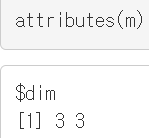 attributes(m)
$dim
[1] 3 3